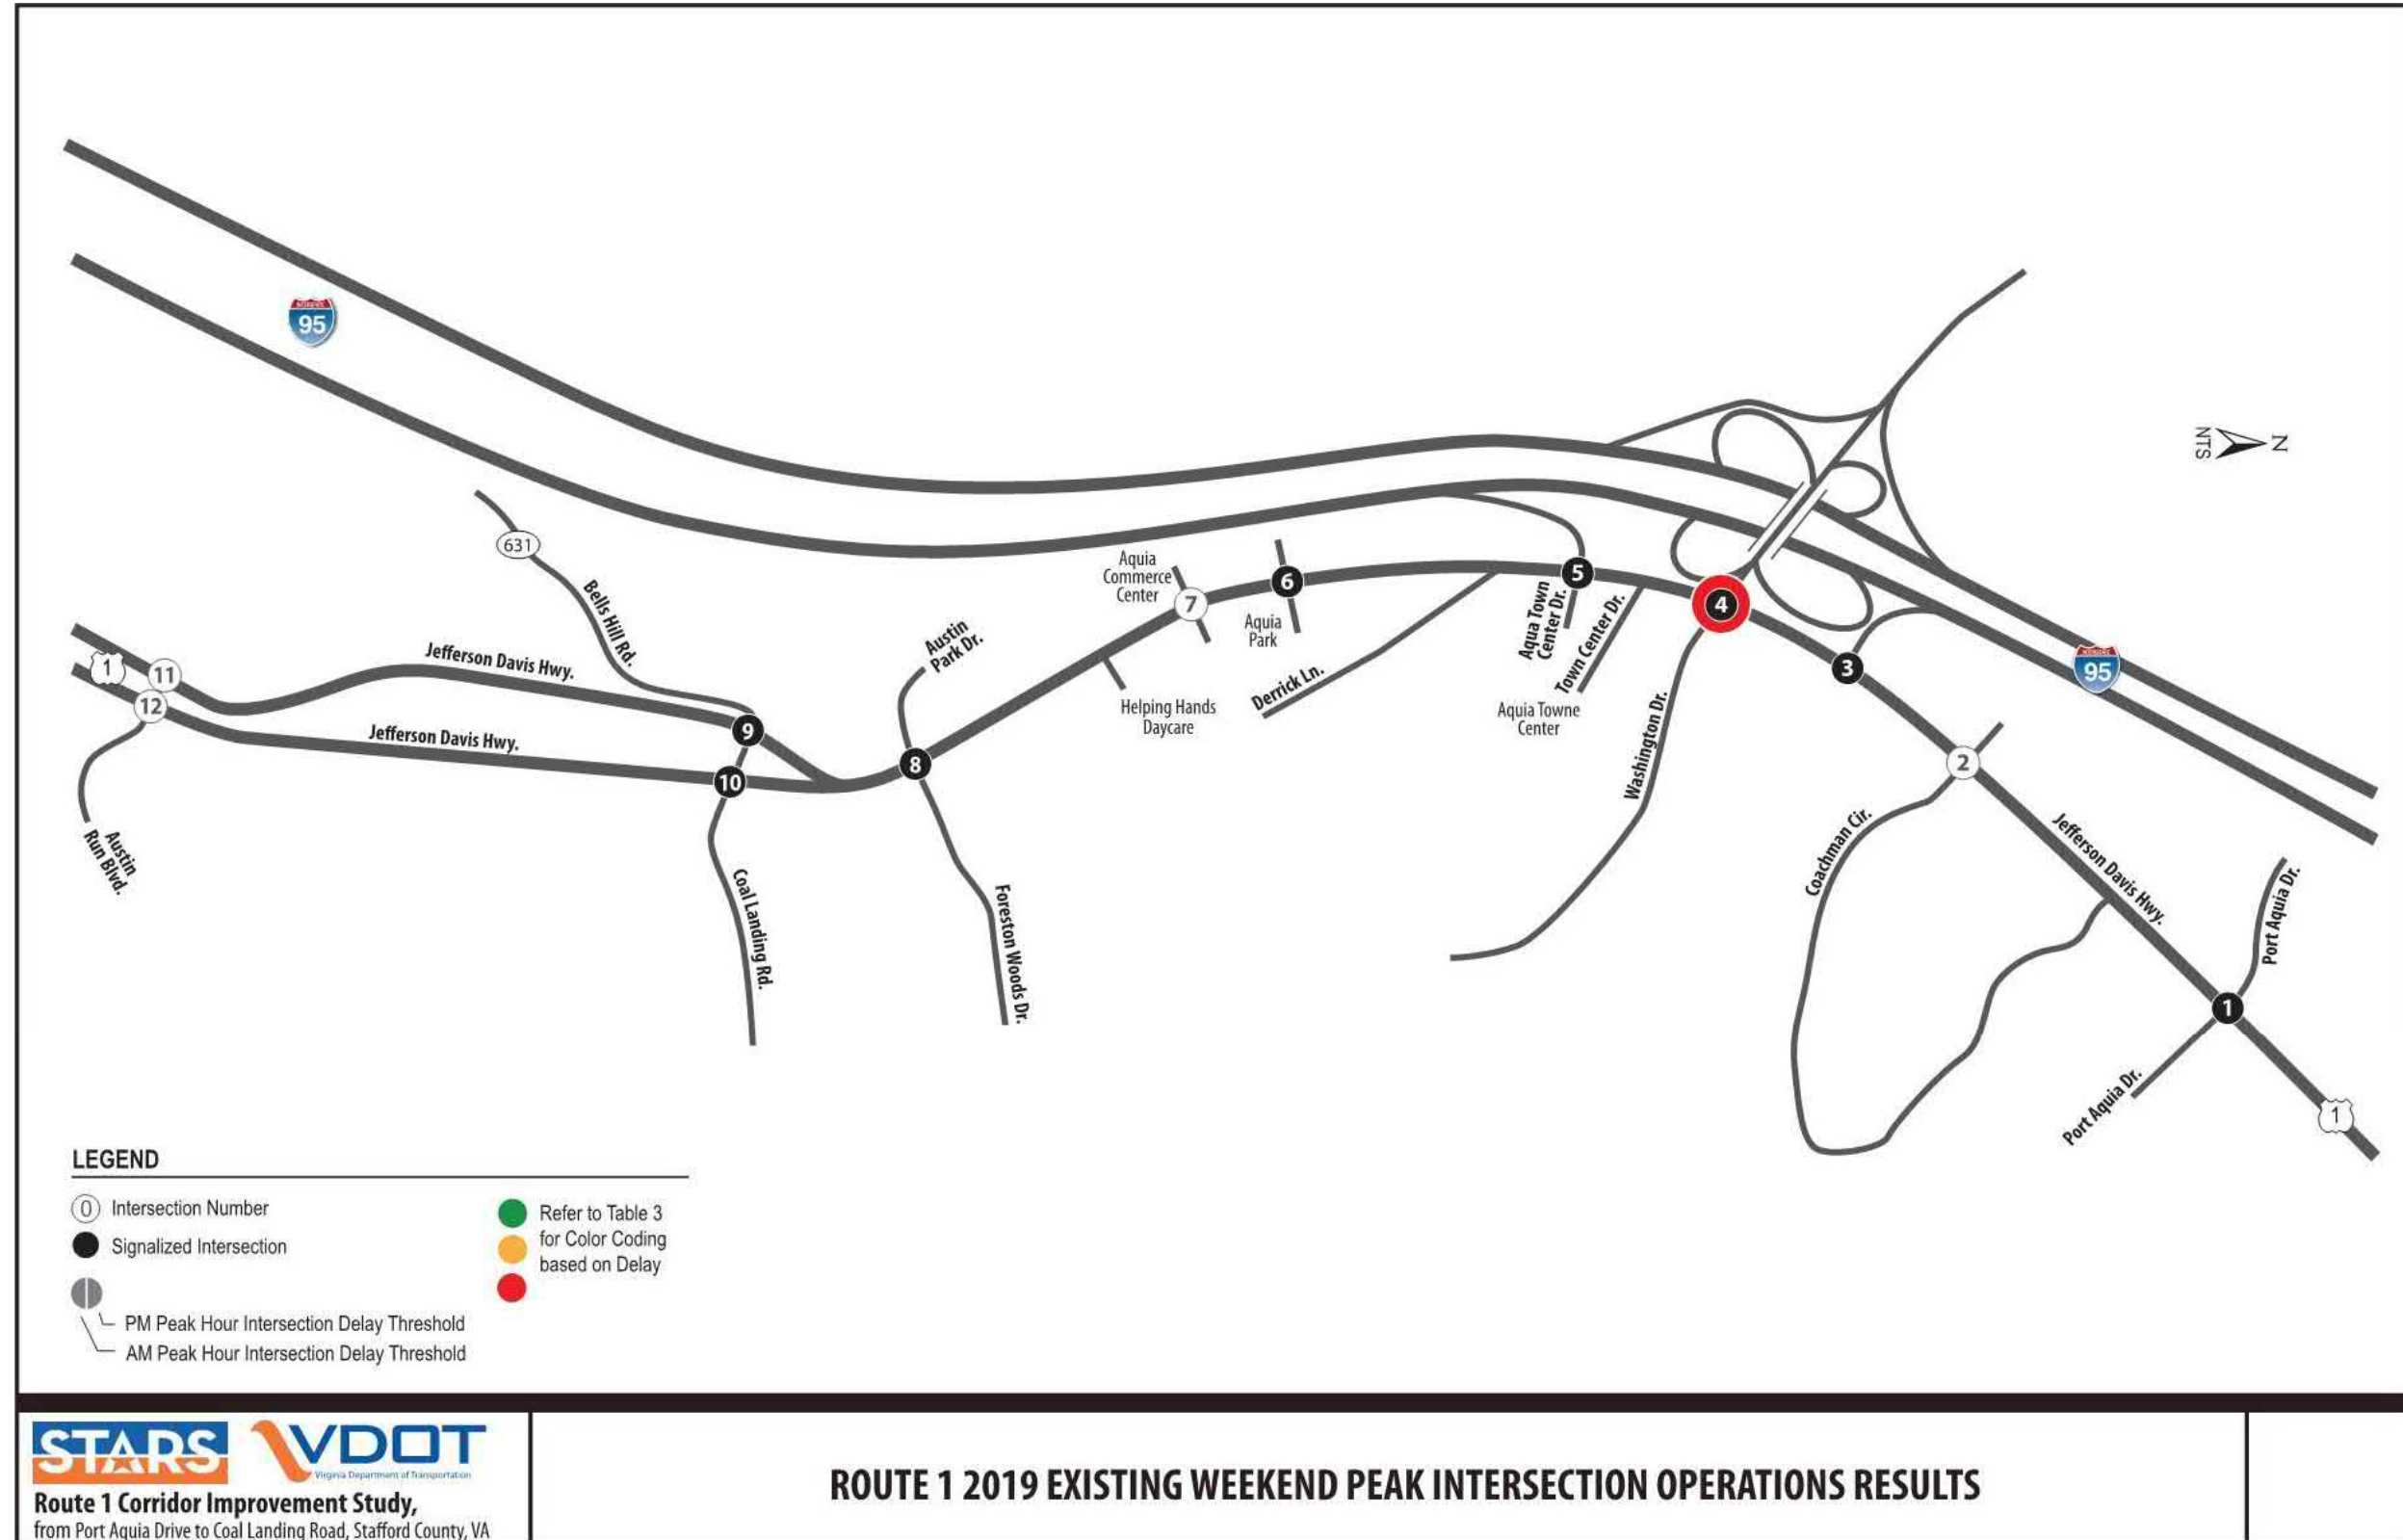 INTERSTATE
95
631
Bells Hill Rd.
1
11
12
Jefferson Davis Hwy.
Jefferson Davis Hwy.
9
10
Austin
Run Blvd.
Coal Landing Rd.
Austin
Park Dr.
8
Foreston Woods Dr.
Aquia
Commerce
Center
7
6
Aquia
Park
Helping Hands
Daycare
Derrick Ln.
5
Aqua Town
Center Dr.
Town Center Dr.
Aquia Towne
Center
4
Washington Dr.
3
INTERSTATE
95
2
Coachman Cir.
Jefferson Davis Hwy.
Port Aquia Dr.
1
Port Aquia Dr.
1
N
NTS
LEGEND
0 Intersection Number
Signalized Intersection
PM Peak Hour Intersection Delay Threshold
AM Peak Hour Intersection Delay Threshold
Refer to Table 3
for Color Coding
based on Delay
STARS
VDOT
Virginia Department of Transportation
Route 1 Corridor Improvement Study,
from Port Aquia Drive to Coal Landing Road, Stafford County, VA
ROUTE 1 2019 EXISTING WEEKEND PEAK INTERSECTION OPERATIONS RESULTS